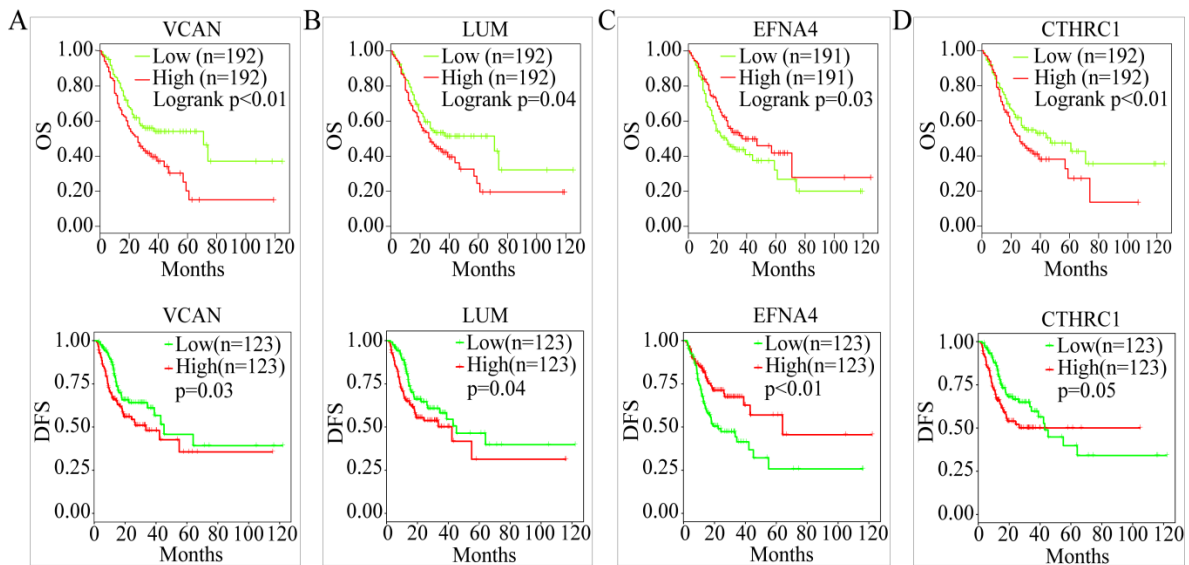 A
VCAN
1.00
0.80
0.60
0.40
0.20
0.00
OS
Low (n=192)
High (n=192)
Logrank p<0.01
0 20 40 60 80 100 120
Months
VCAN
1.00
0.75
0.50
0.25
0.00
DFS
Low(n=123)
High(n=123)
p=0.03
0 20 40 60 80 100 120
Months
B
LUM
1.00
0.80
0.60
0.40
0.20
0.00
OS
Low (n=192)
High (n=192)
Logrank p=0.04
0 20 40 60 80 100 120
Months
LUM
1.00
0.75
0.50
0.25
0.00
DFS
Low(n=123)
High(n=123)
p=0.04
0 20 40 60 80 100 120
Months
C
EFNA4
1.00
0.80
0.60
0.40
0.20
0.00
OS
Low (n=191)
High (n=191)
Logrank p=0.03
0 20 40 60 80 100 120
Months
EFNA4
1.00
0.75
0.50
0.25
0.00
DFS
Low(n=123)
High(n=123)
p<0.01
0 20 40 60 80 100 120
Months
D
CTHRC1
1.00
0.80
0.60
0.40
0.20
0.00
OS
Low (n=192)
High (n=192)
Logrank p<0.01
0 20 40 60 80 100 120
Months
CTHRC1
1.00
0.75
0.50
0.25
0.00
DFS
Low(n=123)
High(n=123)
p=0.05
0 20 40 60 80 100 120
Months